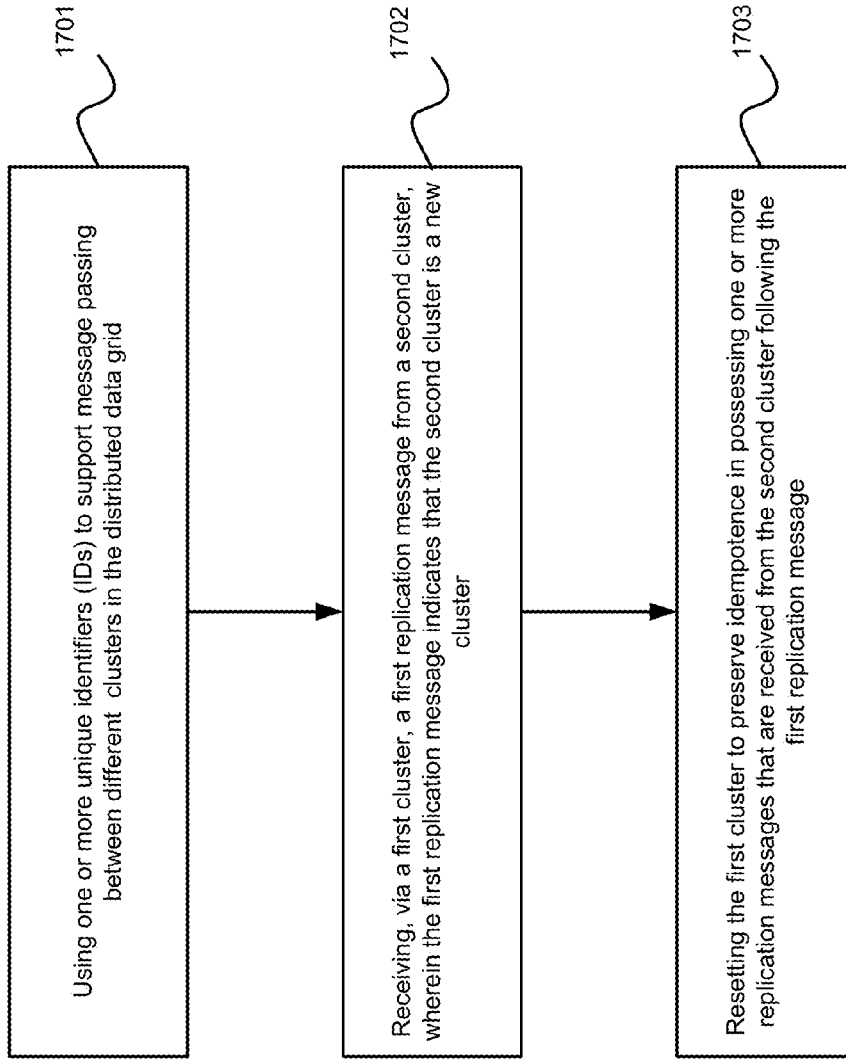 1701
Using one or more unique identifiers (IDs) to support message passing
between different clusters in the distributed data grid
1702
Receiving, via a first cluster, a first replication message from a second cluster,
wherein the first replication message indicates that the second cluster is a new
cluster
1703
Resetting the first cluster to preserve idempotence in possessing one or more
replication messages that are received from the second cluster following the
first replication message